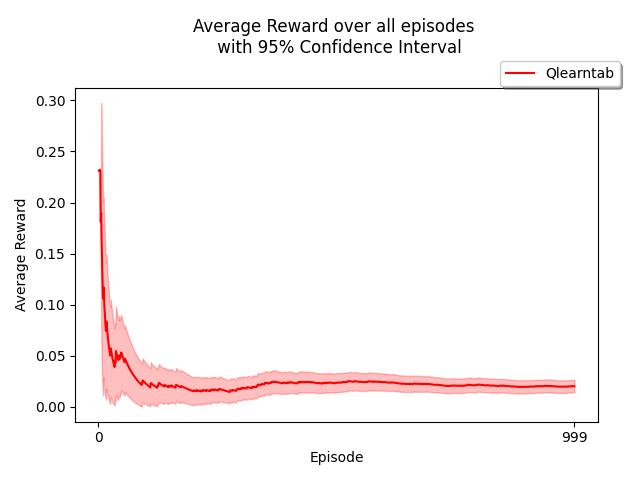 Average Reward over all episodes
with 95% Confidence Interval
Qlearntab
0.30
0.25
0.20
0.15
0.10
0.05
0.00
Average Reward
0
999
Episode